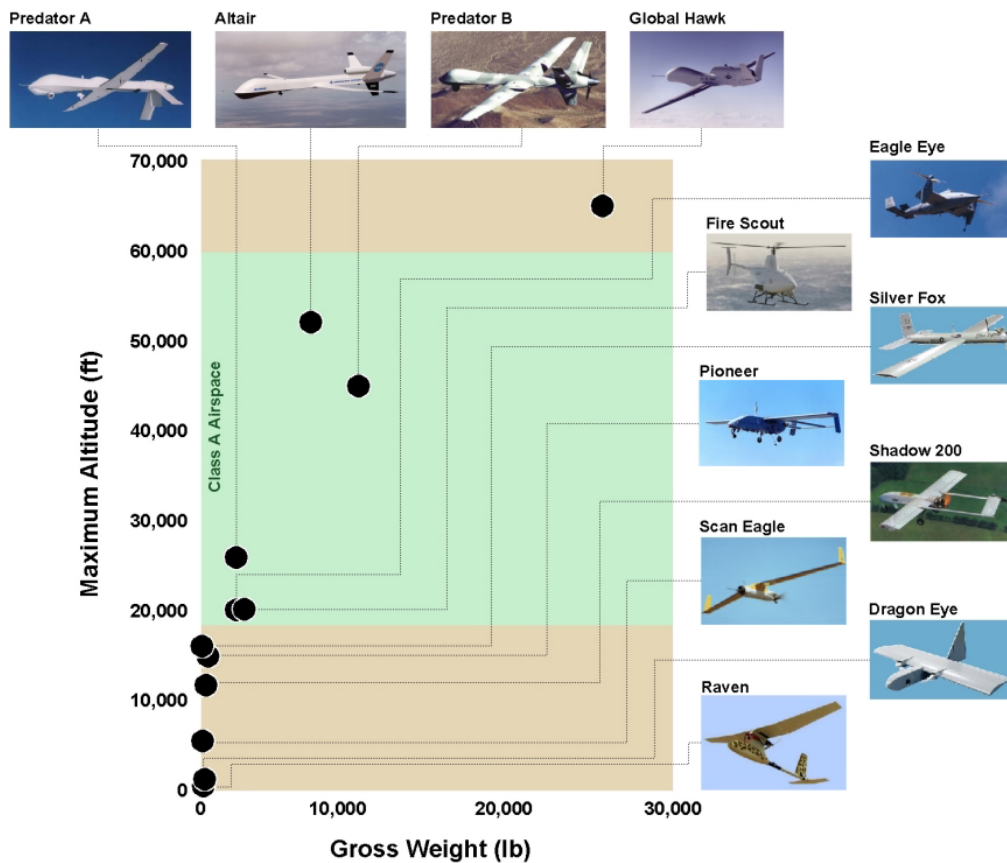 Predator A
Altair
Predator B
Global Hawk
Eagle Eye
Fire Scout
Silver Fox
Pioneer
Shadow 200
Scan Eagle
Dragon Eye
Raven
Maximum Altitude (ft)
70,000
60,000
50,000
40,000
30,000
20,000
10,000
0
Class A Airspace
0
10,000
20,000
30,000
Gross Weight (lb)